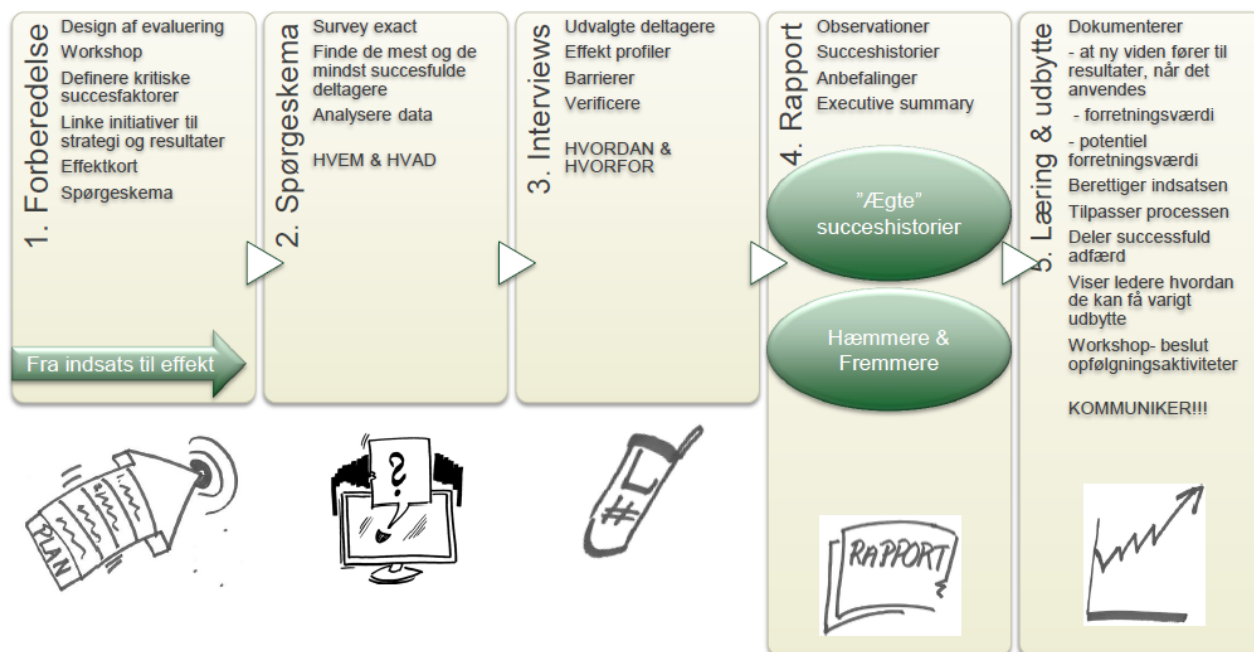 1. Forberedelse
Design af evaluering
Workshop
Definere kritiske
succesfaktorer
Linke initiativer til
strategi og resultater
Effektkort
Spørgeskema
Fra indsats til effekt
PLAN
2. Spørgeskema
Survey exact
Finde de mest og de
mindst succesfulde
deltagere
Analysere data
HVEM & HVAD
?
3. Interviews
Udvalgte deltagere
Effekt profiler
Barrierer
Verificere
HVORDAN &
HVORFOR
#
4. Rapport
Observationer
Succeshistorier
Anbefalinger
Executive summary
"Ægte"
succeshistorier
Hæmmere &
Fremmere
RAPPORT
5. Læring & udbytte
Dokumenterer
- at ny viden fører til
resultater, når det
anvendes
- forretningsværdi
- potentiel
forretningsværdi
Berettiger indsatsen
Tilpasser processen
Deler successfuld
adfærd
Viser ledere hvordan
de kan få varigt
udbytte
Workshop- beslut
opfølgningsaktiviteter
KOMMUNIKER!!!